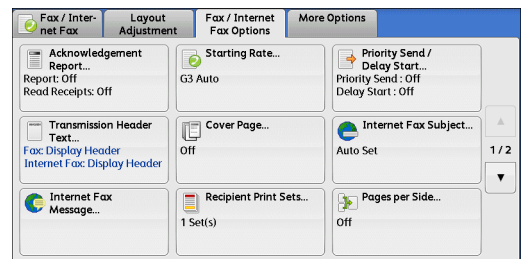 Fax / Inter-
net Fax
Layout
Adjustment
Fax / Internet
Fax Options
More Options
Acknowledgement
Report...
Report: Off
Read Receipts: Off
Starting Rate...
G3 Auto
Priority Send /
Delay Start...
Priority Send : Off
Delay Start : Off
Transmission Header
Text...
Fax: Display Header
Internet Fax: Display Header
Cover Page...
Off
Internet Fax Subject...
Auto Set
1 / 2
Internet Fax
Message...
Recipient Print Sets...
1 Set(s)
Pages per Side...
Off